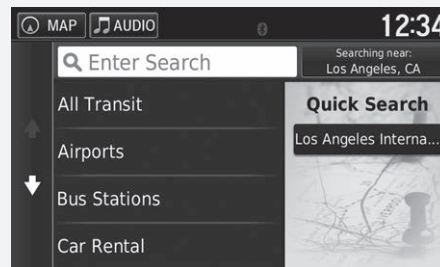 MAP AUDIO 12:34
Enter Search
Searching near:
Los Angeles, CA
All Transit
Airports
Bus Stations
Car Rental
Quick Search
Los Angeles Interna...